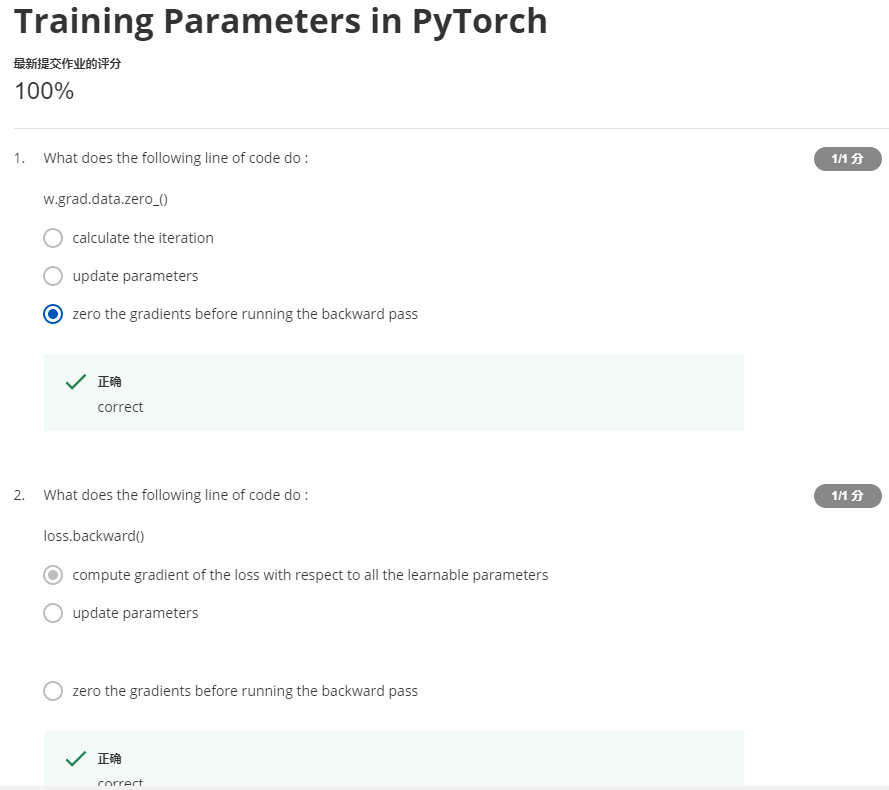 Training Parameters in PyTorch
最新提交作业的评分
100%
1. What does the following line of code do :
1/1 分
w.grad.data.zero_()
calculate the iteration
update parameters
zero the gradients before running the backward pass
正确
correct
2. What does the following line of code do :
1/1 分
loss.backward()
compute gradient of the loss with respect to all the learnable parameters
update parameters
zero the gradients before running the backward pass
正确
correct